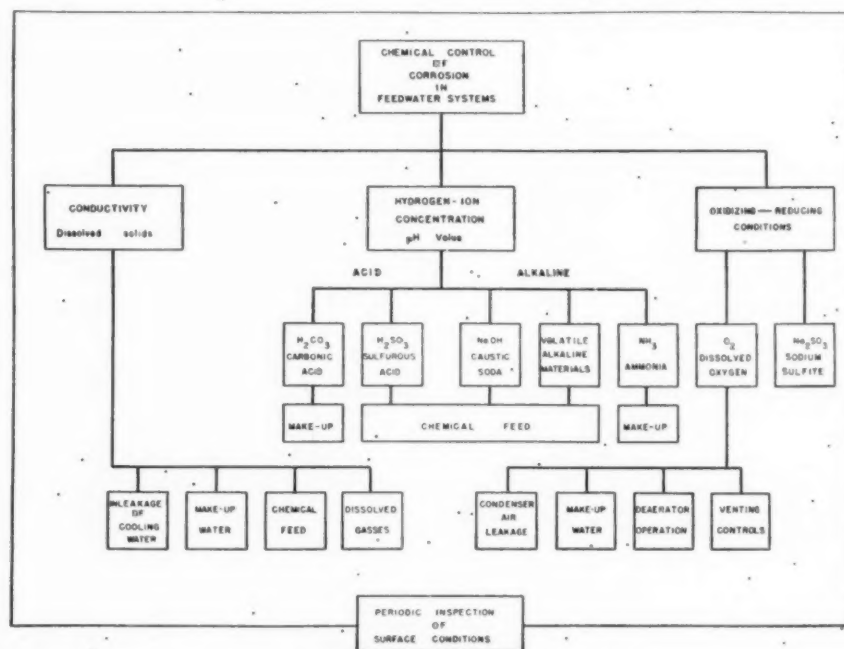 CHEMICAL CONTROL
OF
CORROSION
IN
FEEDWATER SYSTEMS
CONDUCTIVITY
Dissolved solids
HYDROGEN-ION
CONCENTRATION
pH Value
OXIDIZING — REDUCING
CONDITIONS
ACID
ALKALINE
H2CO3
CARBONIC
ACID
H2SO3
SULFUROUS
ACID
NaOH
CAUSTIC
SODA
VOLATILE
ALKALINE
MATERIALS
NH3
AMMONIA
O2
DISSOLVED
OXYGEN
Na2SO3
SODIUM
SULFITE
MAKE-UP
CHEMICAL FEED
MAKE-UP
INLEAKAGE
OF
COOLING
WATER
MAKE-UP
WATER
CHEMICAL
FEED
DISSOLVED
GASSES
CONDENSER
AIR
LEAKAGE
MAKE-UP
WATER
DEAERATOR
OPERATION
VENTING
CONTROLS
PERIODIC INSPECTION
OF
SURFACE CONDITIONS